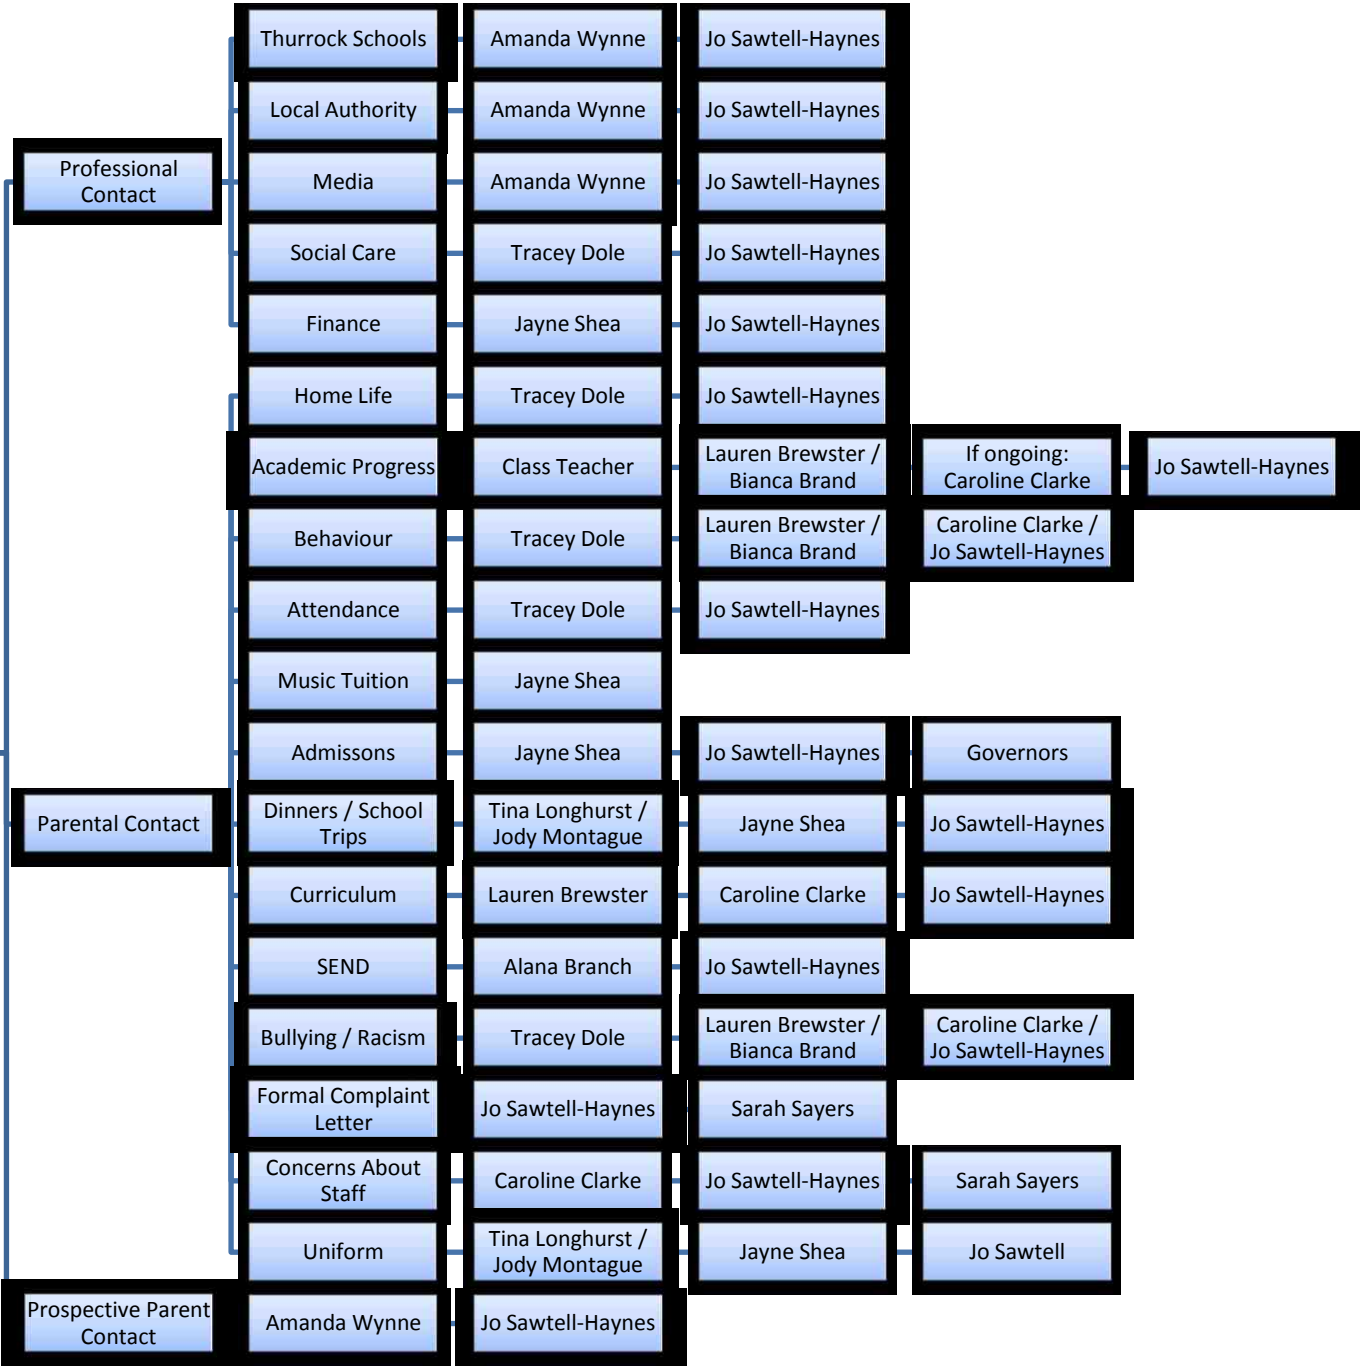 Thurrock Schools
Amanda Wynne
Jo Sawtell-Haynes
Local Authority
Amanda Wynne
Jo Sawtell-Haynes
Professional
Contact
Media
Amanda Wynne
Jo Sawtell-Haynes
Social Care
Tracey Dole
Jo Sawtell-Haynes
Finance
Jayne Shea
Jo Sawtell-Haynes
Home Life
Tracey Dole
Jo Sawtell-Haynes
Academic Progress
Class Teacher
Lauren Brewster /
Bianca Brand
If ongoing:
Caroline Clarke
Jo Sawtell-Haynes
Behaviour
Tracey Dole
Lauren Brewster /
Bianca Brand
Caroline Clarke /
Jo Sawtell-Haynes
Attendance
Tracey Dole
Jo Sawtell-Haynes
Music Tuition
Jayne Shea
Admissons
Jayne Shea
Jo Sawtell-Haynes
Governors
Parental Contact
Dinners / School
Trips
Tina Longhurst /
Jody Montague
Jayne Shea
Jo Sawtell-Haynes
Curriculum
Lauren Brewster
Caroline Clarke
Jo Sawtell-Haynes
SEND
Alana Branch
Jo Sawtell-Haynes
Bullying / Racism
Tracey Dole
Lauren Brewster /
Bianca Brand
Caroline Clarke /
Jo Sawtell-Haynes
Formal Complaint
Letter
Jo Sawtell-Haynes
Sarah Sayers
Concerns About
Staff
Caroline Clarke
Jo Sawtell-Haynes
Sarah Sayers
Uniform
Tina Longhurst /
Jody Montague
Jayne Shea
Jo Sawtell
Prospective Parent
Contact
Amanda Wynne
Jo Sawtell-Haynes